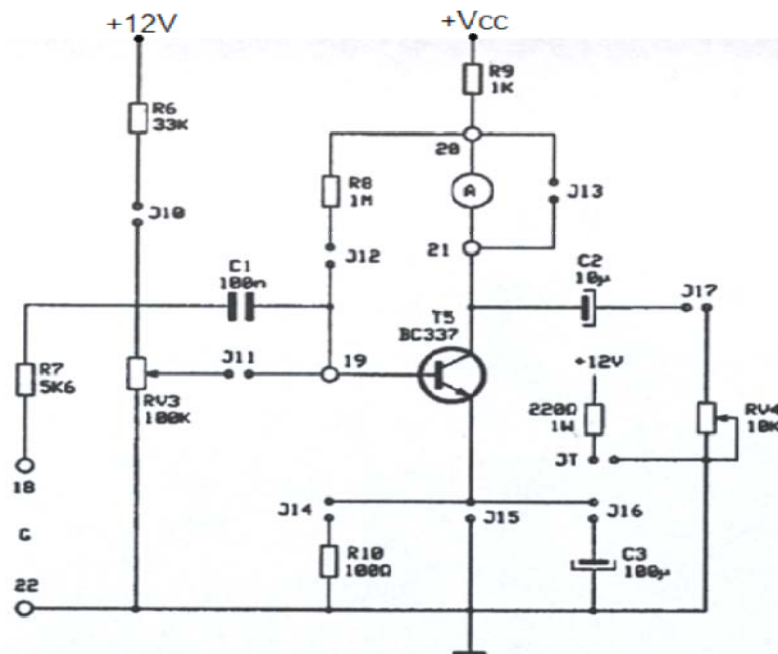 +12V
+Vcc
R9
1K
R6
33K
20
R8
1M
A
J13
J10
21
J12
C1
100n
C2
10µ
J17
T5
BC337
J11
19
+12V
R7
5K6
RV3
100K
220Ω
1W
RV4
10K
JT
18
J14
J15
J16
G
R10
100Ω
C3
100µ
22